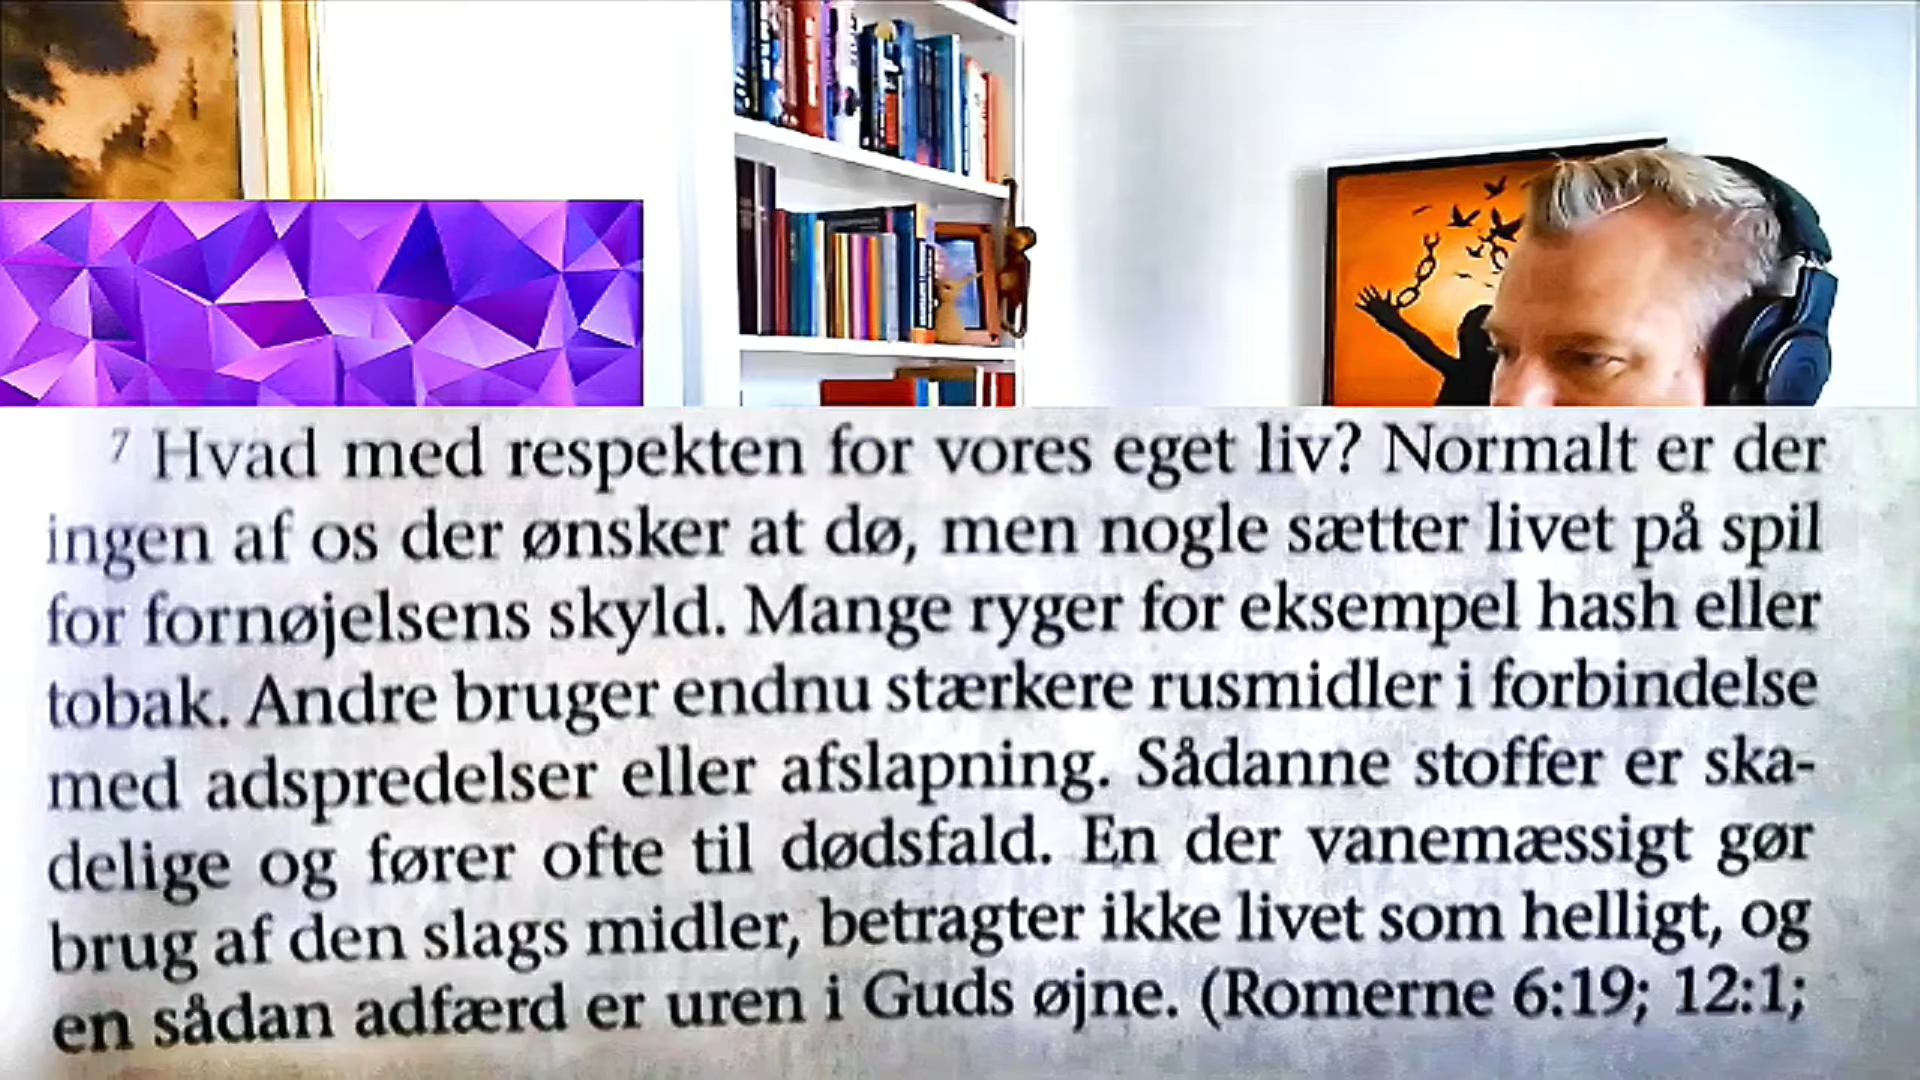 7 Hvad med respekten for vores eget liv? Normalt er der
ingen af os der ønsker at dø, men nogle sætter livet på spil
for fornøjelsens skyld. Mange ryger for eksempel hash eller
tobak. Andre bruger endnu stærkere rusmidler i forbindelse
med adspredelser eller afslapning. Sådanne stoffer er ska-
delige og fører ofte til dødsfald. En der vanemæssigt gør
brug af den slags midler, betragter ikke livet som helligt, og
en sådan adfærd er uren i Guds øjne. (Romerne 6:19; 12:1;